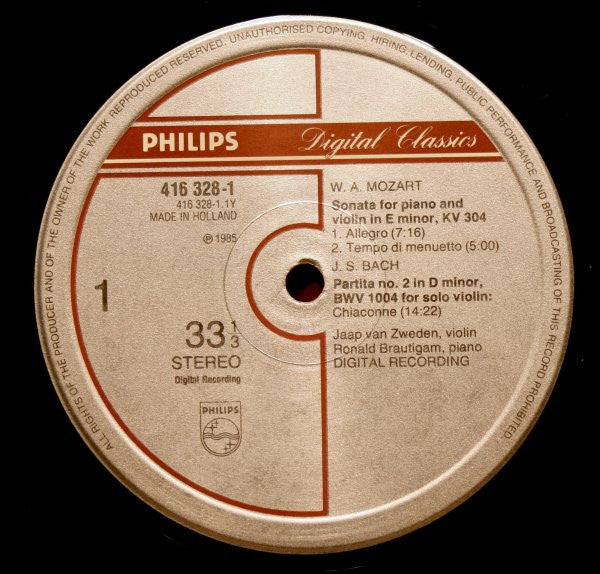 ALL RIGHTS OF THE PRODUCER AND OF THE OWNER OF THE WORK REPRODUCED RESERVED. UNAUTHORISED COPYING, HIRING, LENDING, PUBLIC PERFORMANCE AND BROADCASTING OF THIS RECORD PROHIBITED.
PHILIPS Digital Classics
416 328-1
416 328-1.1Y
MADE IN HOLLAND
℗ 1985
1
33 1/3
STEREO
Digital Recording
PHILIPS
W. A. MOZART
Sonata for piano and
violin in E minor, KV 304
1. Allegro (7:16)
2. Tempo di menuetto (5:00)
J. S. BACH
Partita no. 2 in D minor,
BWV 1004 for solo violin:
Chiaconne (14:22)
Jaap van Zweden, violin
Ronald Brautigam, piano
DIGITAL RECORDING